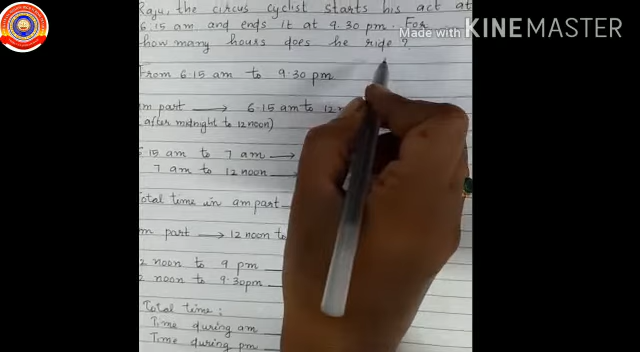 Raju, the circus cyclist starts his act at
6.15 am and ends it at 9.30 pm. For
how many hours does he ride?
Made with KINEMASTER
From 6.15 am to 9.30 pm
am part → 6.15 am to 12
(after midnight to 12 noon)
6.15 am to 7 am →
7 am to 12 noon
Total time in am part
pm part → 12 noon to
12 noon to 9 pm
12 noon to 9.30pm
Total time:
Time during am
Time during pm